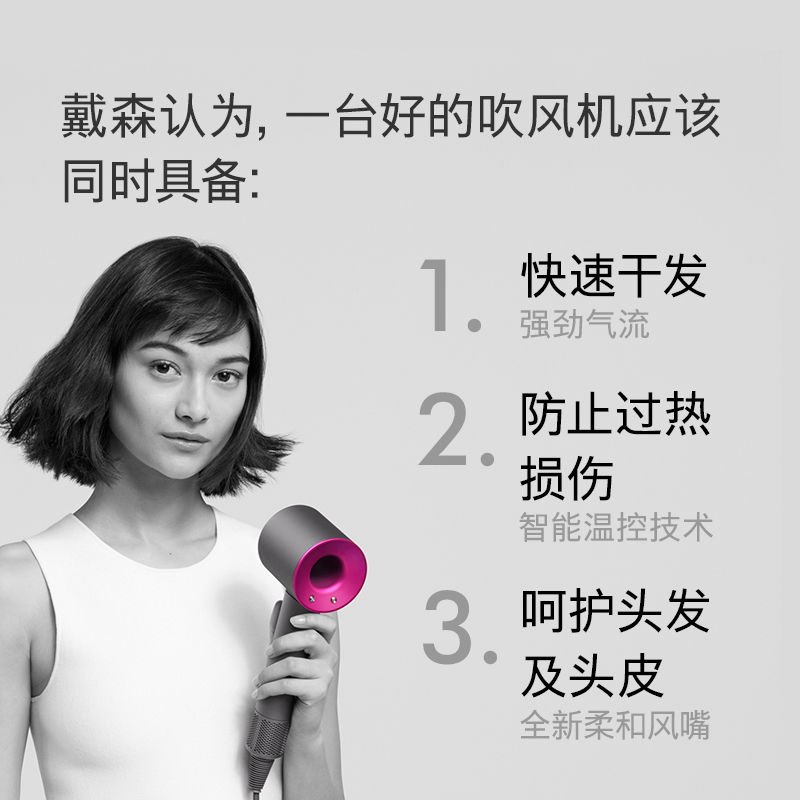 戴森认为, 一台好的吹风机应该
同时具备:
1. 快速干发
强劲气流
2. 防止过热
损伤
智能温控技术
3. 呵护头发
及头皮
全新柔和风嘴